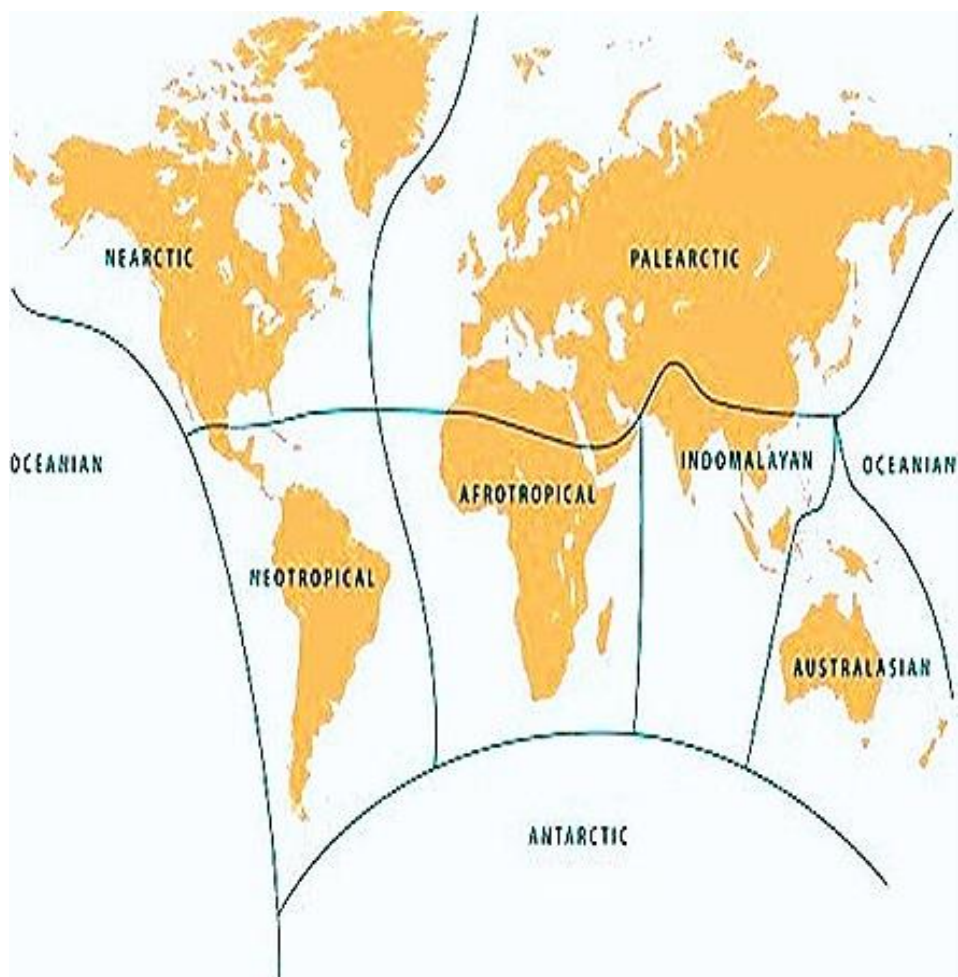 NEARCTIC
PALEARCTIC
OCEANIAN
INDOMALAYAN
OCEANIAN
AFROTROPICAL
NEOTROPICAL
AUSTRALASIAN
ANTARCTIC